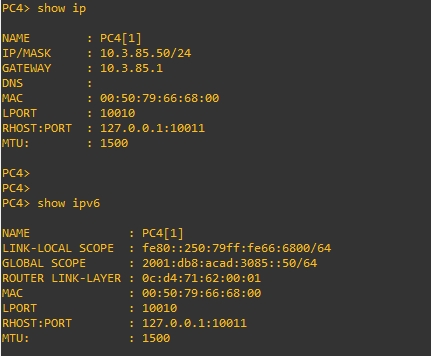 PC4> show ip
NAME : PC4[1]
IP/MASK : 10.3.85.50/24
GATEWAY : 10.3.85.1
DNS :
MAC : 00:50:79:66:68:00
LPORT : 10010
RHOST:PORT : 127.0.0.1:10011
MTU: : 1500
PC4>
PC4>
PC4> show ipv6
NAME : PC4[1]
LINK-LOCAL SCOPE : fe80::250:79ff:fe66:6800/64
GLOBAL SCOPE : 2001:db8:acad:3085::50/64
ROUTER LINK-LAYER : 0c:d4:71:62:00:01
MAC : 00:50:79:66:68:00
LPORT : 10010
RHOST:PORT : 127.0.0.1:10011
MTU: : 1500